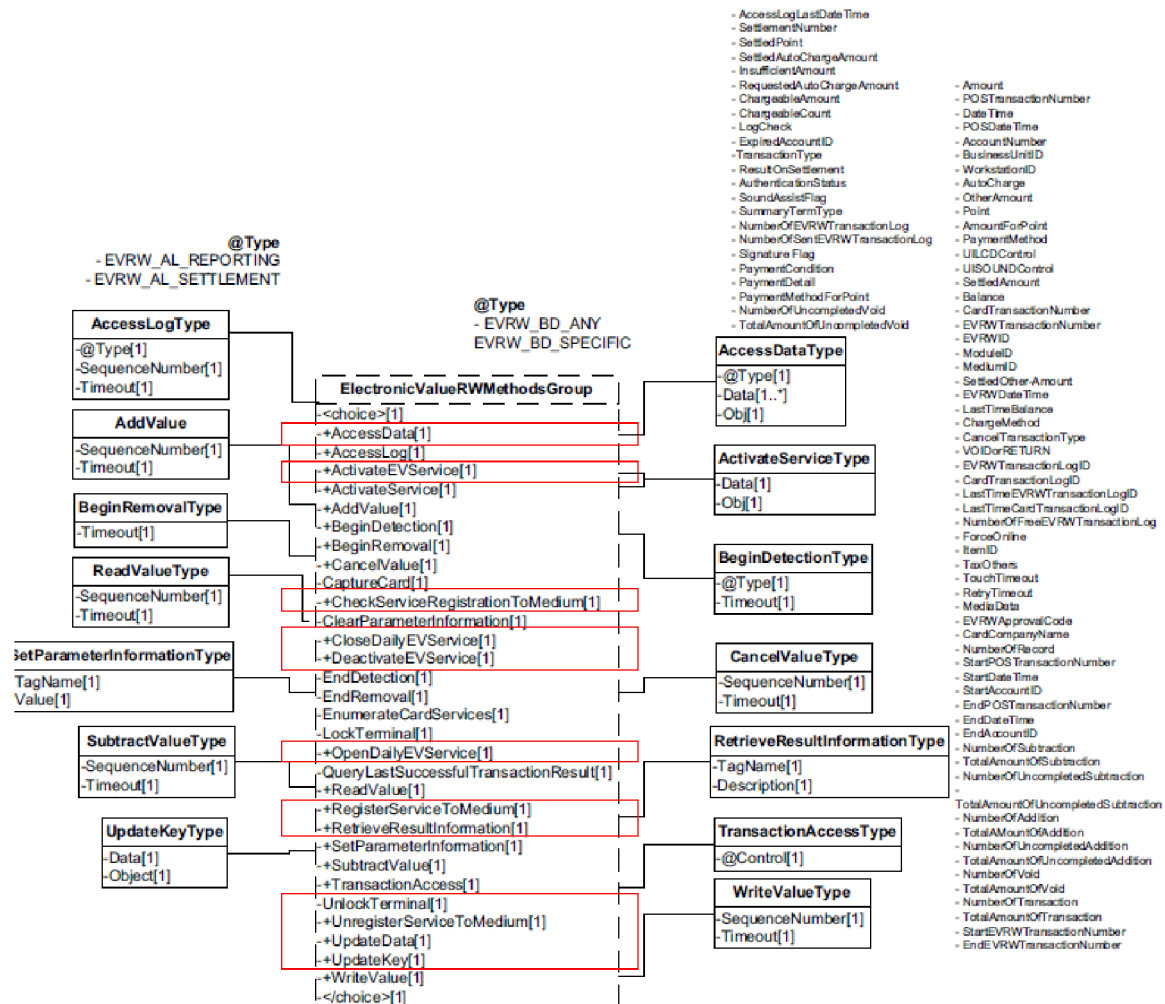 - AccessLogLastDateTime
- SettlementNumber
- SettledPoint
- SettledAutoChargeAmount
- InsufficientAmount
- RequestedAutoChargeAmount
- ChargeableAmount
- ChargeableCount
- LogCheck
- ExpiredAccountID
-TransactionType
- ResultOnSettlement
- AuthenticationStatus
- SoundAssistFlag
- SummaryTermType
- NumberOfEVRWTransactionLog
- NumberOfSentEVRWTransactionLog
- Signature Flag
- PaymentCondition
- PaymentDetail
- PaymentMethodForPoint
- NumberOfUncompletedVoid
- TotalAmountOfUncompletedVoid
- Amount
- POSTransactionNumber
- DateTime
- POSDateTime
- AccountNumber
- BusinessUnitID
- WorkstationID
- AutoCharge
- OtherAmount
- Point
- AmountForPoint
- PaymentMethod
- UILCDControl
- UISOUNDControl
- SettledAmount
- Balance
- CardTransactionNumber
- EVRWTransactionNumber
- EVRWID
- ModuleID
- MediumID
- SettledOther-Amount
- EVRWDateTime
- LastTimeBalance
- ChargeMethod
- CancelTransactionType
- VOIDorRETURN
- EVRWTransactionLogID
- CardTransactionLogID
- LastTimeEVRWTransactionLogID
- LastTimeCardTransactionLogID
- NumberOfFreeEVRWTransactionLog
- ForceOnline
- ItemID
- TaxOthers
- TouchTimeout
- RetryTimeout
- MediaData
- EVRWApprovalCode
- CardCompanyName
- NumberOfRecord
- StartPOSTransactionNumber
- StartDateTime
- StartAccountID
- EndPOSTransactionNumber
- EndDateTime
- EndAccountID
- NumberOfSubtraction
- TotalAmountOfSubtraction
- NumberOfUncompletedSubtraction
-
TotalAmountOfUncompletedSubtraction
- NumberOfAddition
- TotalAMountOfAddition
- NumberOfUncompletedAddition
- TotalAmountOfUncompletedAddition
- NumberOfVoid
- TotalAmountOfVoid
- NumberOfTransaction
- TotalAmountOfTransaction
- StartEVRWTransactionNumber
- EndEVRWTransactionNumber
@Type
- EVRW_AL_REPORTING
- EVRW_AL_SETTLEMENT
@Type
- EVRW_BD_ANY
EVRW_BD_SPECIFIC
AccessLogType
-@Type[1]
-SequenceNumber[1]
-Timeout[1]
AddValue
-SequenceNumber[1]
-Timeout[1]
BeginRemovalType
-Timeout[1]
ReadValueType
-SequenceNumber[1]
-Timeout[1]
SetParameterInformationType
TagName[1]
Value[1]
SubtractValueType
-SequenceNumber[1]
-Timeout[1]
UpdateKeyType
-Data[1]
-Object[1]
ElectronicValueRWMethodsGroup
-<choice>[1]
-+AccessData[1]
-+AccessLog[1]
-+ActivateEVService[1]
-+ActivateService[1]
-+AddValue[1]
-+BeginDetection[1]
-+BeginRemoval[1]
-+CancelValue[1]
-CaptureCard[1]
-+CheckServiceRegistrationToMedium[1]
-ClearParameterInformation[1]
-+CloseDailyEVService[1]
-+DeactivateEVService[1]
-EndDetection[1]
-EndRemoval[1]
-EnumerateCardServices[1]
-LockTerminal[1]
-+OpenDailyEVService[1]
-QueryLastSuccessfulTransactionResult[1]
-+ReadValue[1]
-+RegisterServiceToMedium[1]
-+RetrieveResultInformation[1]
-+SetParameterInformation[1]
-+SubtractValue[1]
-+TransactionAccess[1]
-UnlockTerminal[1]
-+UnregisterServiceToMedium[1]
-+UpdateData[1]
-+UpdateKey[1]
-+WriteValue[1]
-</choice>[1]
AccessDataType
-@Type[1]
-Data[1..*]
-Obj[1]
ActivateServiceType
-Data[1]
-Obj[1]
BeginDetectionType
-@Type[1]
-Timeout[1]
CancelValueType
-SequenceNumber[1]
-Timeout[1]
RetrieveResultInformationType
-TagName[1]
-Description[1]
TransactionAccessType
-@Control[1]
WriteValueType
-SequenceNumber[1]
-Timeout[1]